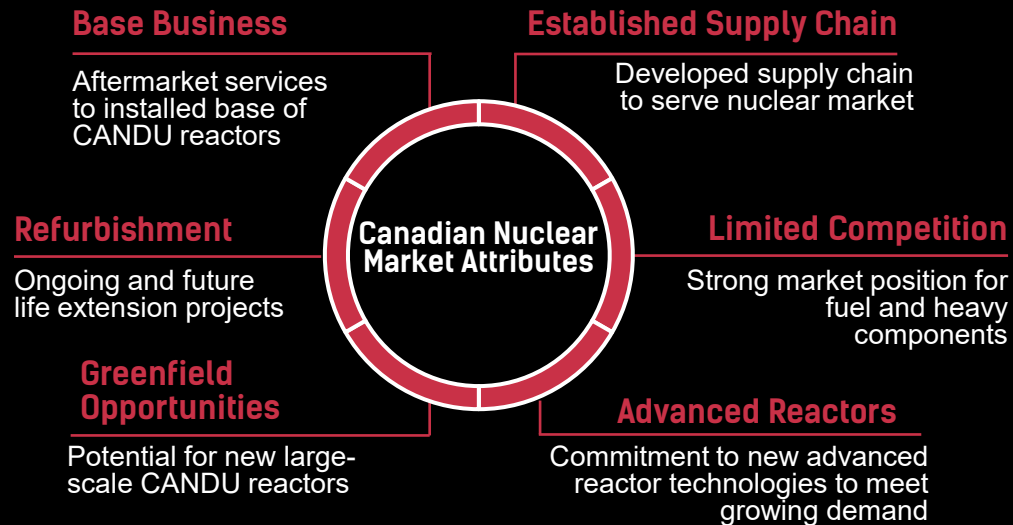 Base Business
Aftermarket services
to installed base of
CANDU reactors
Established Supply Chain
Developed supply chain
to serve nuclear market
Refurbishment
Ongoing and future
life extension projects
Canadian Nuclear
Market Attributes
Limited Competition
Strong market position for
fuel and heavy
components
Greenfield
Opportunities
Potential for new large-
scale CANDU reactors
Advanced Reactors
Commitment to new advanced
reactor technologies to meet
growing demand